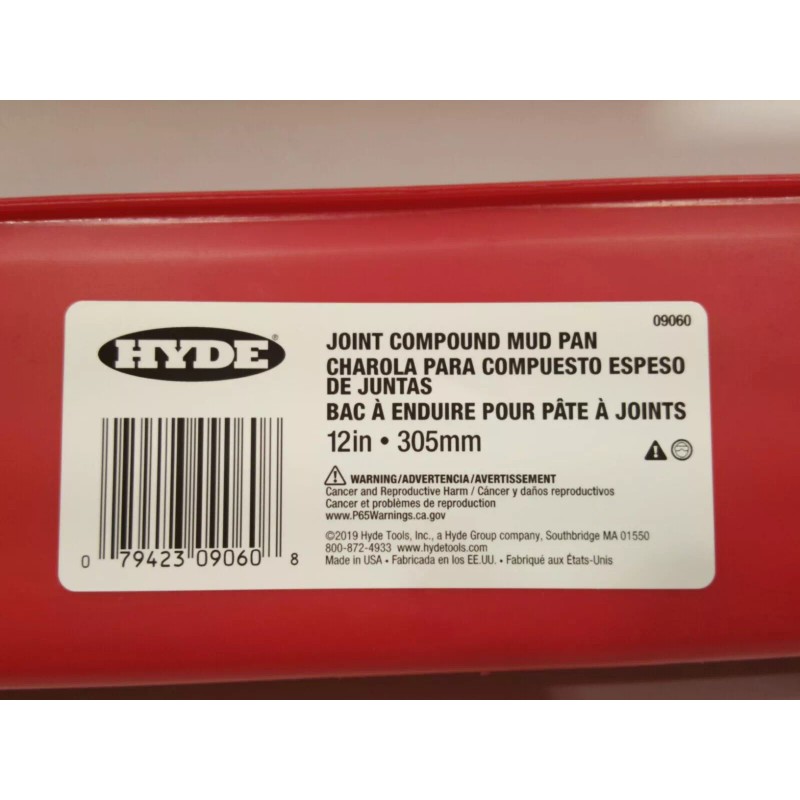 09060
HYDE®
JOINT COMPOUND MUD PAN
CHAROLA PARA COMPUESTO ESPESO
DE JUNTAS
BAC À ENDUIRE POUR PÂTE À JOINTS
12in • 305mm
WARNING/ADVERTENCIA/AVERTISSEMENT
Cancer and Reproductive Harm / Cáncer y daños reproductivos
Cancer et problèmes de reproduction
www.P65Warnings.ca.gov
©2019 Hyde Tools, Inc., a Hyde Group company, Southbridge MA 01550
800-872-4933 www.hydetools.com
Made in USA • Fabricada en los EE.UU. • Fabriqué aux États-Unis
0 79423 09060 8